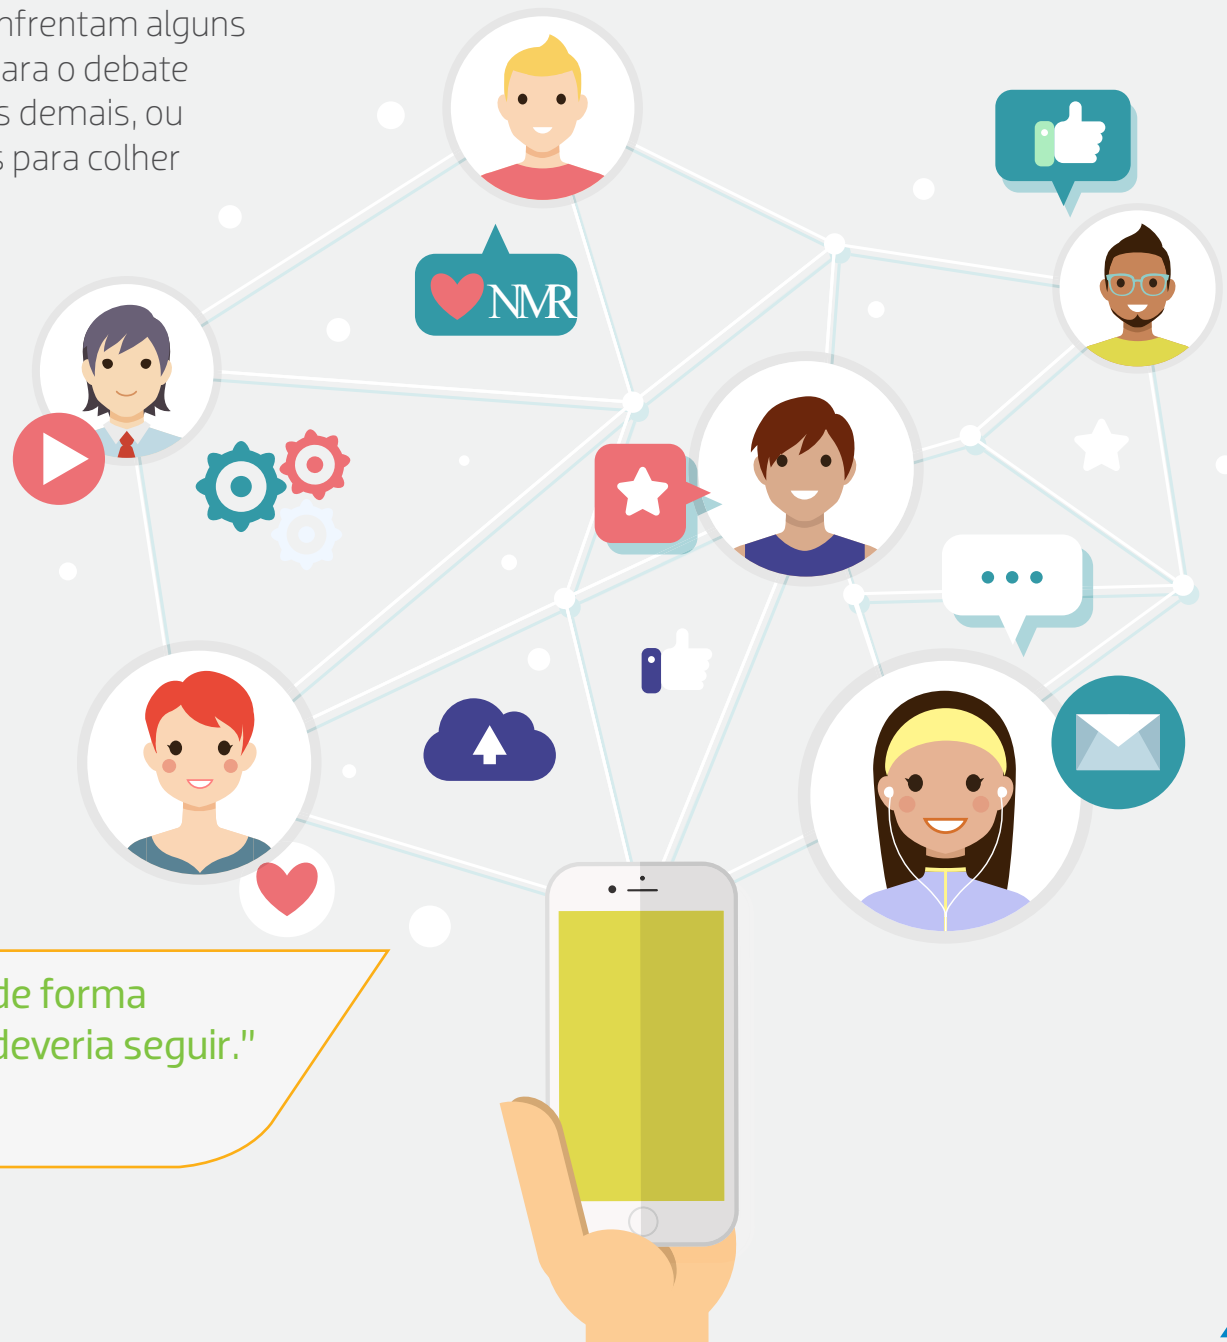 nfrentam alguns
ara o debate
s demais, ou
s para colher
NMR
de forma
deveria seguir."